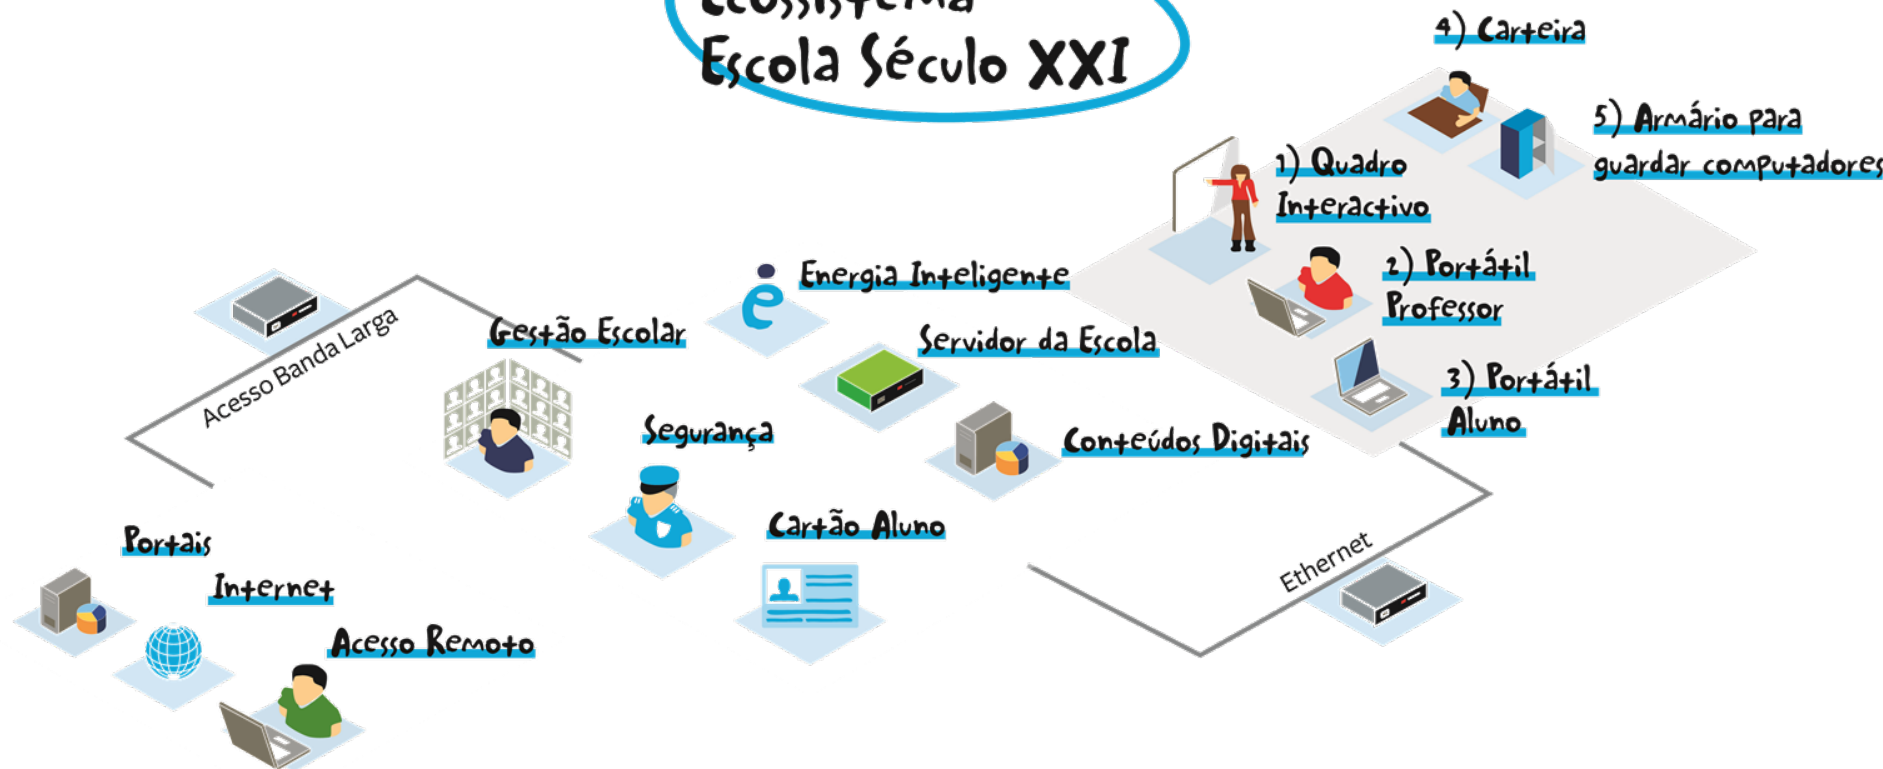 Ecossistema
Escola Século XXI
4) Carteira
5) Armário para
guardar computadores
1) Quadro
Interactivo
2) Portátil
Professor
3) Portátil
Aluno
Energia Inteligente
Servidor da Escola
Gestão Escolar
Acesso Banda Larga
Segurança
Conteúdos Digitais
Cartão Aluno
Ethernet
Portais
Internet
Acesso Remoto